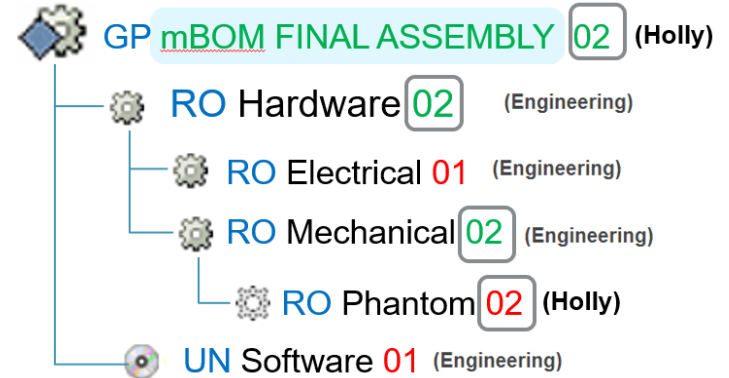 GP mBOM FINAL ASSEMBLY 02 (Holly)
RO Hardware 02 (Engineering)
RO Electrical 01 (Engineering)
RO Mechanical 02 (Engineering)
RO Phantom 02 (Holly)
UN Software 01 (Engineering)